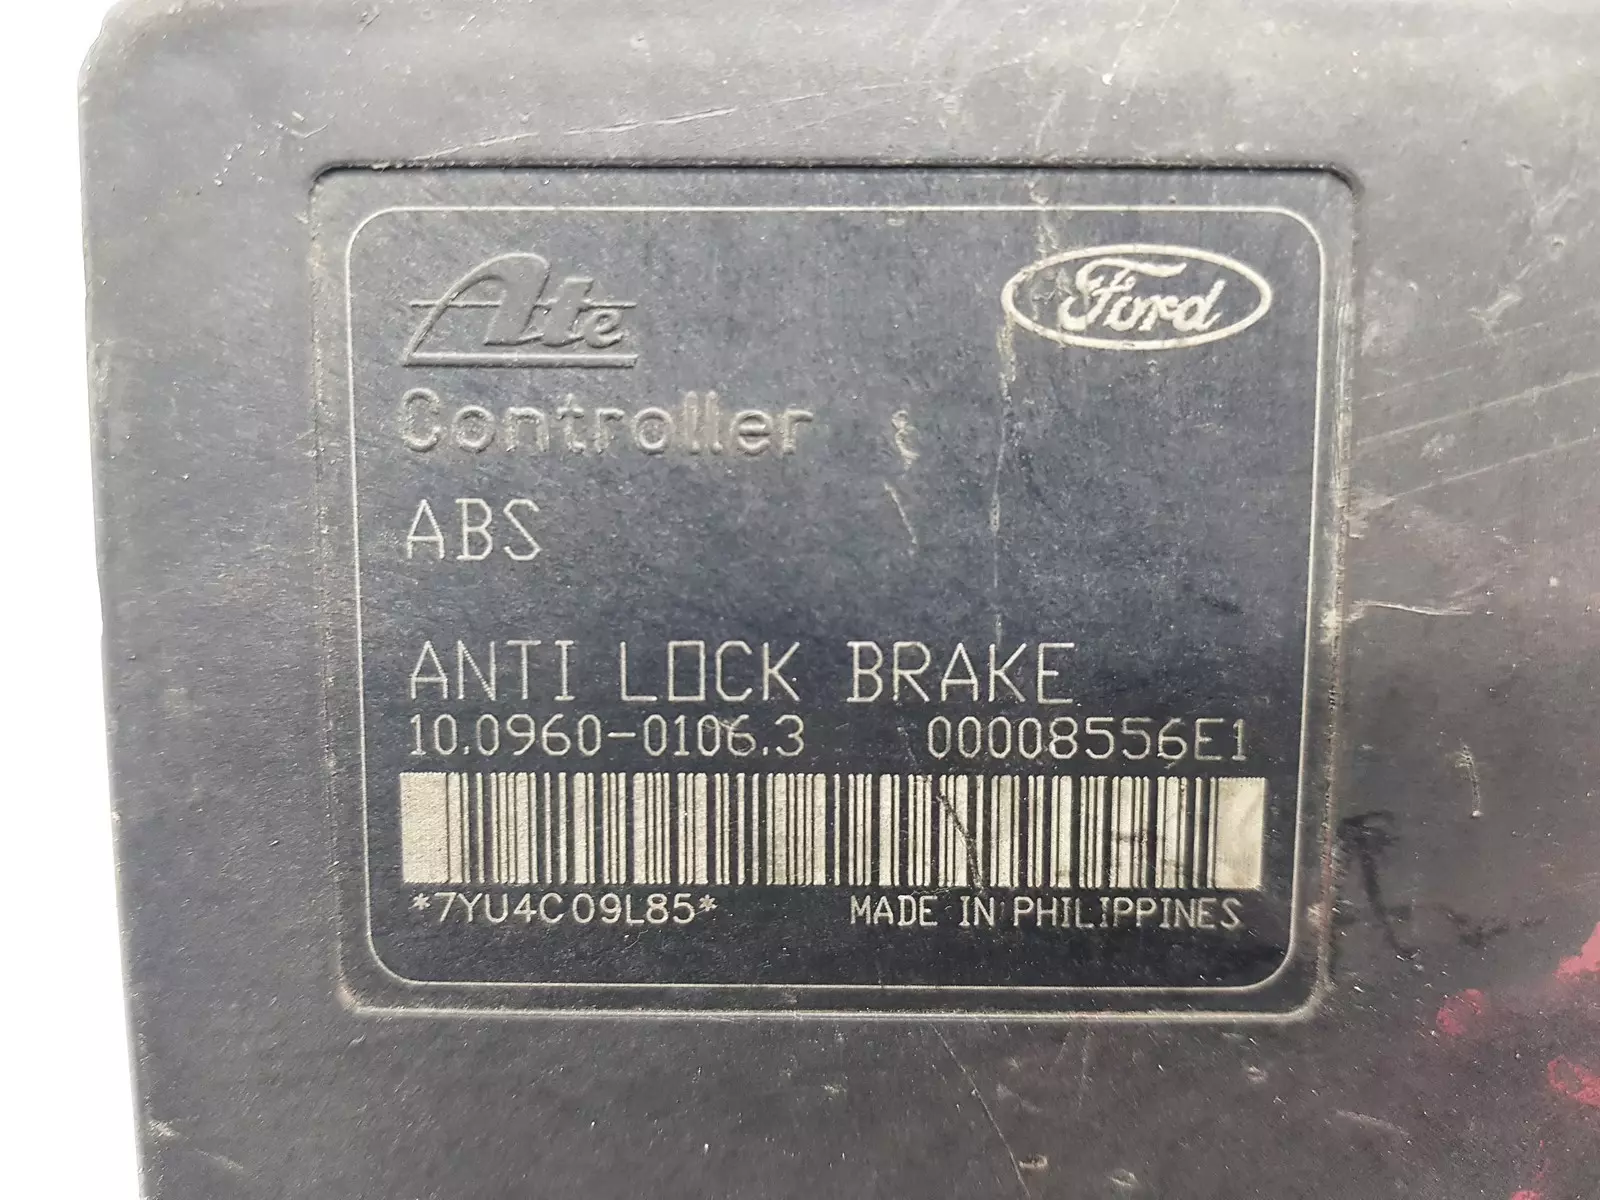 Ate
Ford
Controller
ABS
ANTI LOCK BRAKE
10.0960-0106.3 00008556E1
*7YU4C09L85* MADE IN PHILIPPINES